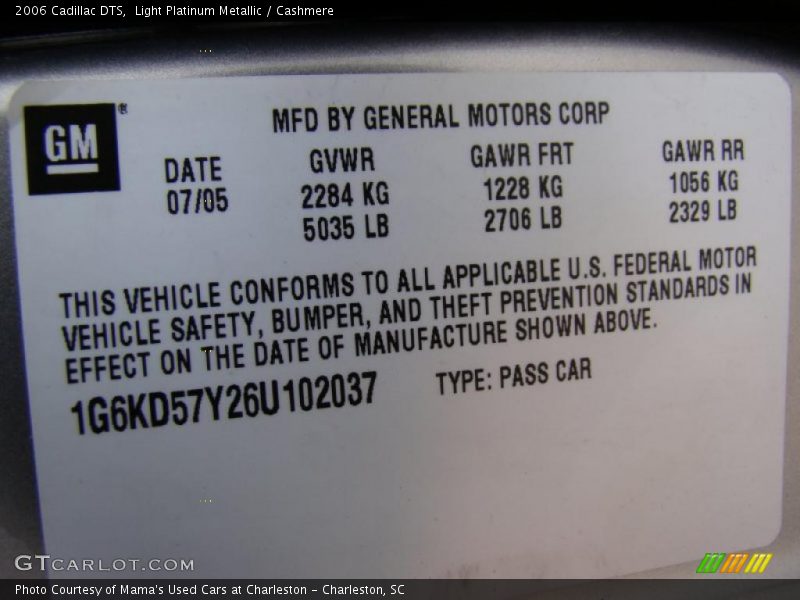 2006 Cadillac DTS,  Light Platinum Metallic / Cashmere
GM®
MFD BY GENERAL MOTORS CORP
DATE GVWR GAWR FRT GAWR RR
07/05 2284 KG 1228 KG 1056 KG
5035 LB 2706 LB 2329 LB
THIS VEHICLE CONFORMS TO ALL APPLICABLE U.S. FEDERAL MOTOR
VEHICLE SAFETY, BUMPER, AND THEFT PREVENTION STANDARDS IN
EFFECT ON THE DATE OF MANUFACTURE SHOWN ABOVE.
1G6KD57Y26U102037 TYPE: PASS CAR
GTCARLOT.COM
Photo Courtesy of Mama's Used Cars at Charleston – Charleston, SC